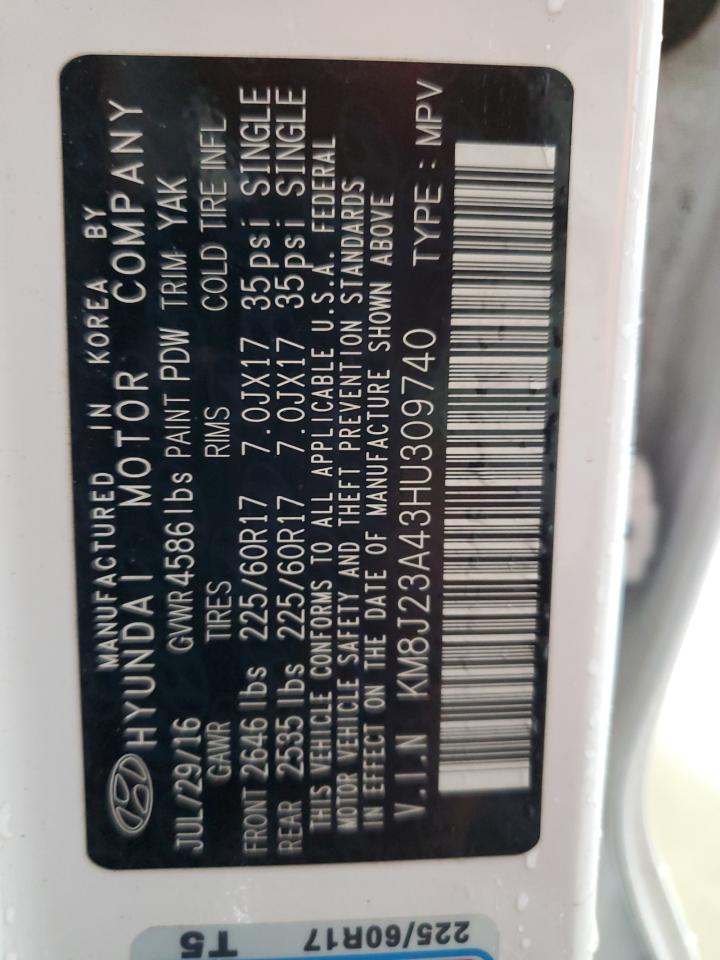 MANUFACTURED IN KOREA BY
HYUNDAI MOTOR COMPANY
JUL/29/16 GVWR4586lbs PAINT PDW TRIM YAK
GAWR TIRES RIMS COLD TIRE INFL
FRONT 2646 lbs 225/60R17 7.0JX17 35psi SINGLE
REAR 2535 lbs 225/60R17 7.0JX17 35psi SINGLE
THIS VEHICLE CONFORMS TO ALL APPLICABLE U.S.A. FEDERAL
MOTOR VEHICLE SAFETY AND THEFT PREVENTION STANDARDS
IN EFFECT ON THE DATE OF MANUFACTURE SHOWN ABOVE
V.I.N KM8J23A43HU309740 TYPE : MPV
225/60R17
T5